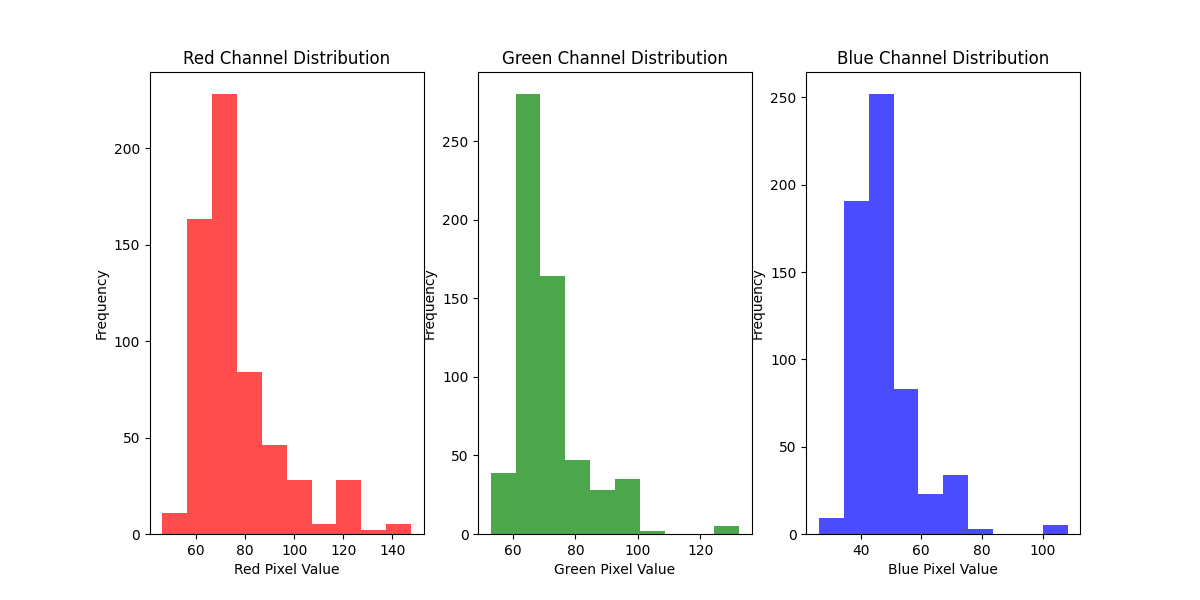 Red Channel Distribution
Frequency
200
150
100
50
0
60 80 100 120 140
Red Pixel Value
Green Channel Distribution
Frequency
250
200
150
100
50
0
60 80 100 120
Green Pixel Value
Blue Channel Distribution
Frequency
250
200
150
100
50
0
40 60 80 100
Blue Pixel Value